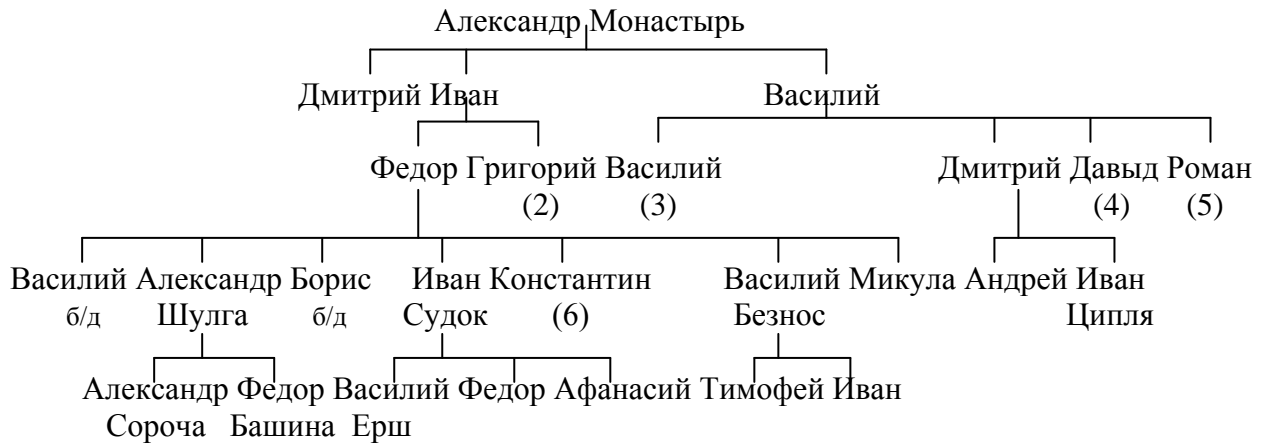 Александр Монастырь
Дмитрий Иван Василий
Федор Григорий Василий Дмитрий Давыд Роман
(2) (3) (4) (5)
Василий Александр Борис Иван Константин Василий Микула Андрей Иван
б/д Шулга б/д Судок (6) Безнос Ципля
Александр Федор Василий Федор Афанасий Тимофей Иван
Сороча Башина Ерш